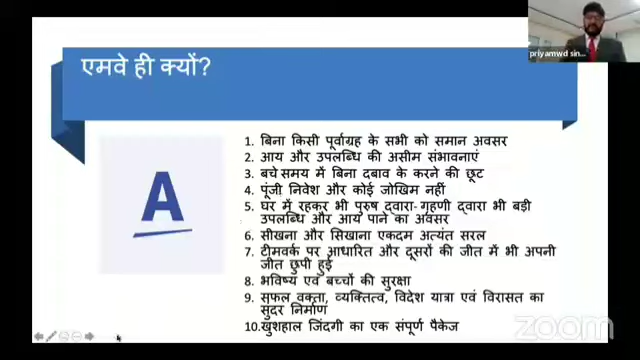 priyamwd sin...
एमवे ही क्यों?
A
1. बिना किसी पूर्वाग्रह के सभी को समान अवसर
2. आय और उपलब्धि की असीम संभावनाएं
3. बचे समय में बिना दबाव के करने की छूट
4. पूंजी निवेश और कोई जोखिम नहीं
5. घर में रहकर भी पुरुष दवारा- गृहणी द्वारा भी बड़ी
उपलब्धि और आय पाने का अवसर
6. सीखना और सिखाना एकदम अत्यंत सरल
7. टीमवर्क पर आधारित और दूसरों की जीत में भी अपनी
जीत छुपी हुई
8. भविष्य एवं बच्चों की सुरक्षा
9. सफल वक्ता, व्यक्तित्व, विदेश यात्रा एवं विरासत का
सुदर निर्माण
10. खुशहाल जिंदगी का एक संपूर्ण पैकेज
zoom